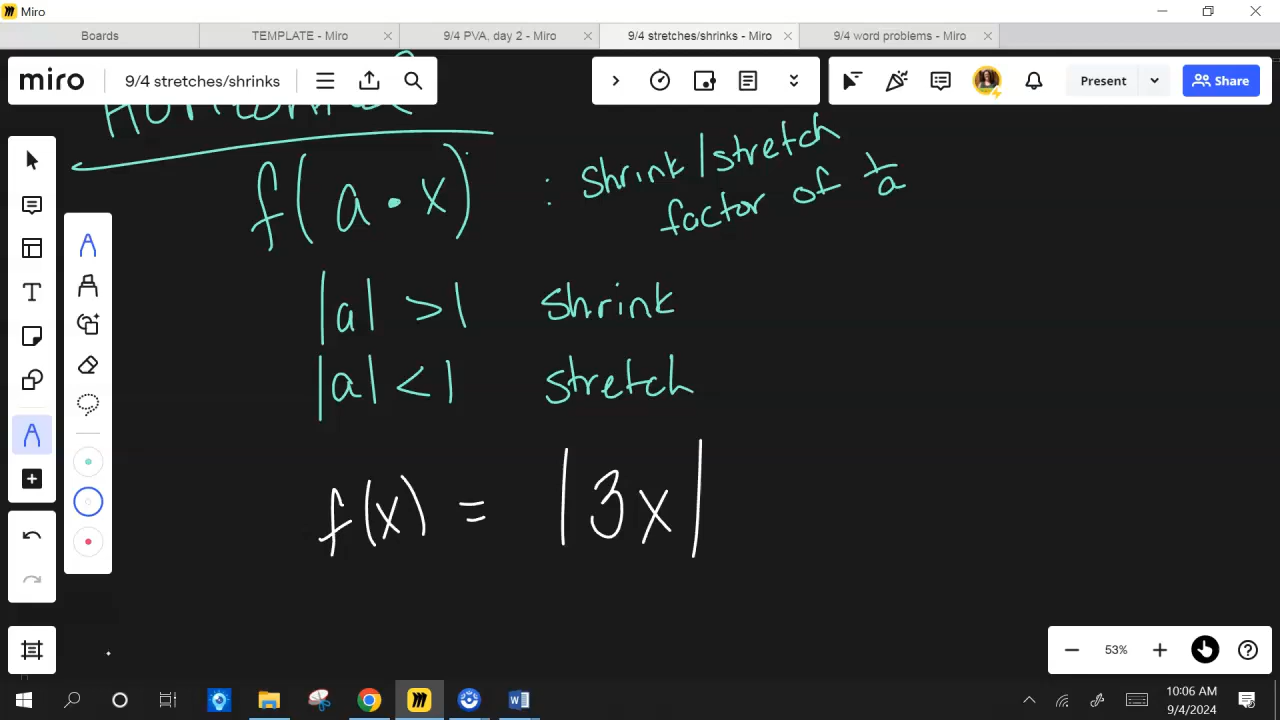 Miro
Boards
TEMPLATE - Miro
9/4 PVA, day 2 - Miro
9/4 stretches/shrinks - Miro
9/4 word problems - Miro
miro
9/4 stretches/shrinks
Present
Share
Horizontal
f(a • x) : shrink/stretch
factor of 1/a
|a| > 1 shrink
|a| < 1 stretch
f(x) = |3x|
53%
10:06 AM
9/4/2024